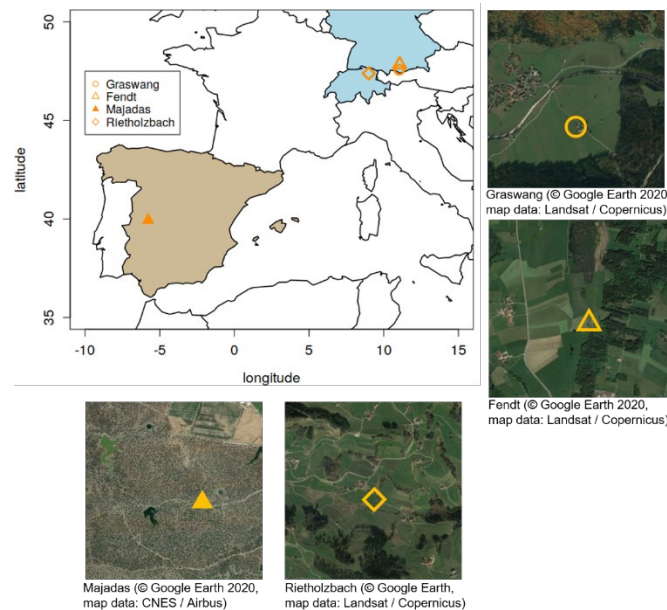 50
45
40
35
latitude
-10
-5
0
5
10
15
longitude
Graswang
Fendt
Majadas
RIetholzbach
Graswang (© Google Earth 2020
map data: Landsat / Copernicus)
Fendt (© Google Earth 2020,
map data: Landsat / Copernicus)
Majadas (© Google Earth 2020,
map data: CNES / Airbus)
Rietholzbach (© Google Earth,
map data: Landsat / Copernicus)